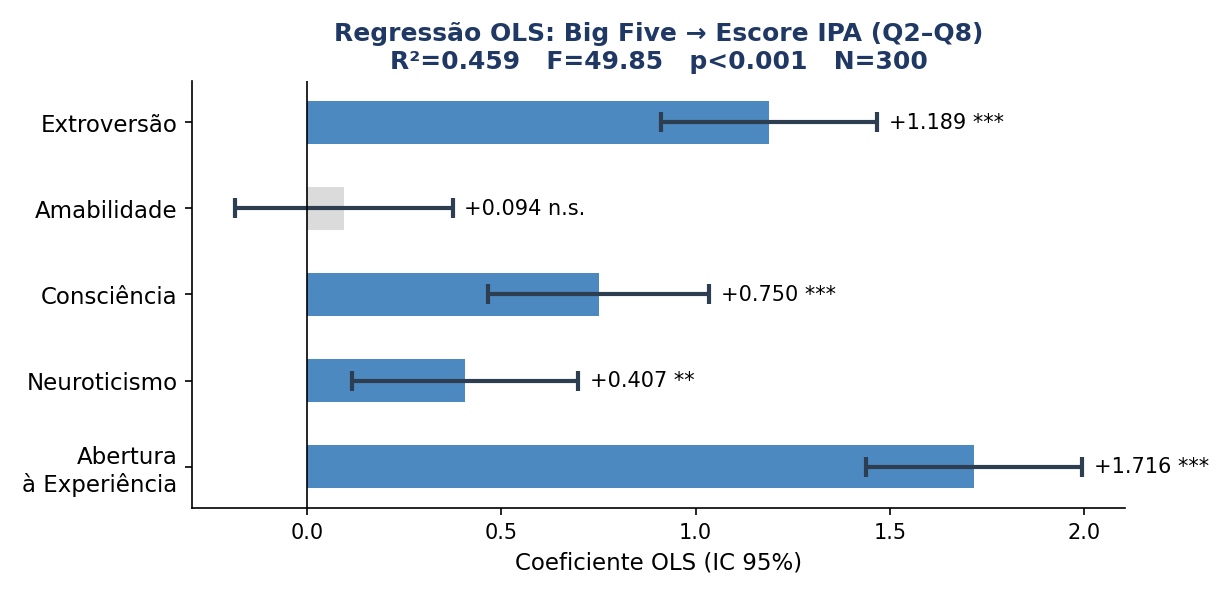 Regressão OLS: Big Five → Escore IPA (Q2–Q8)
R²=0.459 F=49.85 p<0.001 N=300
Extroversão
+1.189 ***
Amabilidade
+0.094 n.s.
Consciência
+0.750 ***
Neuroticismo
+0.407 **
Abertura
à Experiência
+1.716 ***
0.0 0.5 1.0 1.5 2.0
Coeficiente OLS (IC 95%)